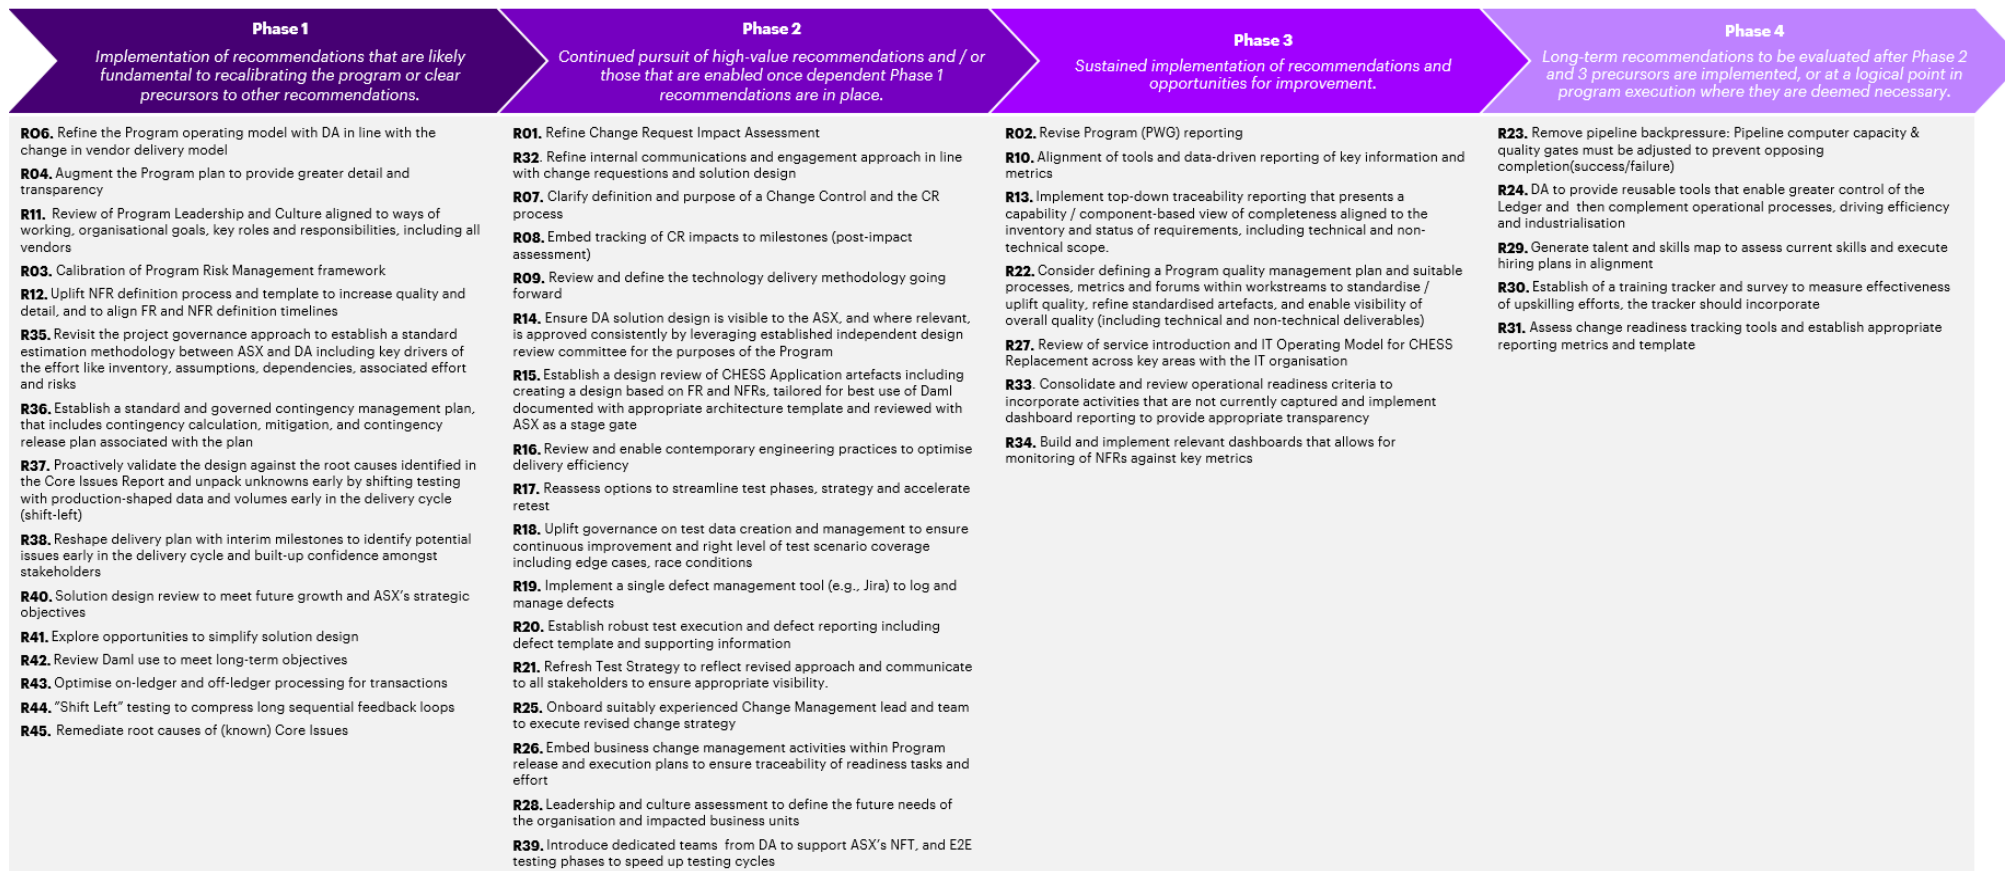 Phase 1
Implementation of recommendations that are likely
fundamental to recalibrating the program or clear
precursors to other recommendations.
RO6. Refine the Program operating model with DA in line with the
change in vendor delivery model
R04. Augment the Program plan to provide greater detail and
transparency
R11. Review of Program Leadership and Culture aligned to ways of
working, organisational goals, key roles and responsibilities, including all
vendors
R03. Calibration of Program Risk Management framework
R12. Uplift NFR definition process and template to increase quality and
detail, and to align FR and NFR definition timelines
R35. Revisit the project governance approach to establish a standard
estimation methodology between ASX and DA including key drivers of
the effort like inventory, assumptions, dependencies, associated effort
and risks
R36. Establish a standard and governed contingency management plan,
that includes contingency calculation, mitigation, and contingency
release plan associated with the plan
R37. Proactively validate the design against the root causes identified in
the Core Issues Report and unpack unknowns early by shifting testing
with production-shaped data and volumes early in the delivery cycle
(shift-left)
R38. Reshape delivery plan with interim milestones to identify potential
issues early in the delivery cycle and built-up confidence amongst
stakeholders
R40. Solution design review to meet future growth and ASX's strategic
objectives
R41. Explore opportunities to simplify solution design
R42. Review Daml use to meet long-term objectives
R43. Optimise on-ledger and off-ledger processing for transactions
R44. "Shift Left" testing to compress long sequential feedback loops
R45. Remediate root causes of (known) Core Issues
Phase 2
Continued pursuit of high-value recommendations and / or
those that are enabled once dependent Phase 1
recommendations are in place.
R01. Refine Change Request Impact Assessment
R32. Refine internal communications and engagement approach in line
with change requestions and solution design
R07. Clarify definition and purpose of a Change Control and the CR
process
R08. Embed tracking of CR impacts to milestones (post-impact
assessment)
R09. Review and define the technology delivery methodology going
forward
R14. Ensure DA solution design is visible to the ASX, and where relevant,
is approved consistently by leveraging established independent design
review committee for the purposes of the Program
R15. Establish a design review of CHESS Application artefacts including
creating a design based on FR and NFRs, tailored for best use of Daml
documented with appropriate architecture template and reviewed with
ASX as a stage gate
R16. Review and enable contemporary engineering practices to optimise
delivery efficiency
R17. Reassess options to streamline test phases, strategy and accelerate
retest
R18. Uplift governance on test data creation and management to ensure
continuous improvement and right level of test scenario coverage
including edge cases, race conditions
R19. Implement a single defect management tool (e.g., Jira) to log and
manage defects
R20. Establish robust test execution and defect reporting including
defect template and supporting information
R21. Refresh Test Strategy to reflect revised approach and communicate
to all stakeholders to ensure appropriate visibility.
R25. Onboard suitably experienced Change Management lead and team
to execute revised change strategy
R26. Embed business change management activities within Program
release and execution plans to ensure traceability of readiness tasks and
effort
R28. Leadership and culture assessment to define the future needs of
the organisation and impacted business units
R39. Introduce dedicated teams from DA to support ASX's NFT, and E2E
testing phases to speed up testing cycles
Phase 3
Sustained implementation of recommendations and
opportunities for improvement.
R02. Revise Program (PWG) reporting
R10. Alignment of tools and data-driven reporting of key information and
metrics
R13. Implement top-down traceability reporting that presents a
capability / component-based view of completeness aligned to the
inventory and status of requirements, including technical and non-
technical scope.
R22. Consider defining a Program quality management plan and suitable
processes, metrics and forums within workstreams to standardise /
uplift quality, refine standardised artefacts, and enable visibility of
overall quality (including technical and non-technical deliverables)
R27. Review of service introduction and IT Operating Model for CHESS
Replacement across key areas with the IT organisation
R33. Consolidate and review operational readiness criteria to
incorporate activities that are not currently captured and implement
dashboard reporting to provide appropriate transparency
R34. Build and implement relevant dashboards that allows for
monitoring of NFRs against key metrics
Phase 4
Long-term recommendations to be evaluated after Phase 2
and 3 precursors are implemented, or at a logical point in
program execution where they are deemed necessary.
R23. Remove pipeline backpressure: Pipeline computer capacity &
quality gates must be adjusted to prevent opposing
completion(success/failure)
R24. DA to provide reusable tools that enable greater control of the
Ledger and then complement operational processes, driving efficiency
and industrialisation
R29. Generate talent and skills map to assess current skills and execute
hiring plans in alignment
R30. Establish of a training tracker and survey to measure effectiveness
of upskilling efforts, the tracker should incorporate
R31. Assess change readiness tracking tools and establish appropriate
reporting metrics and template